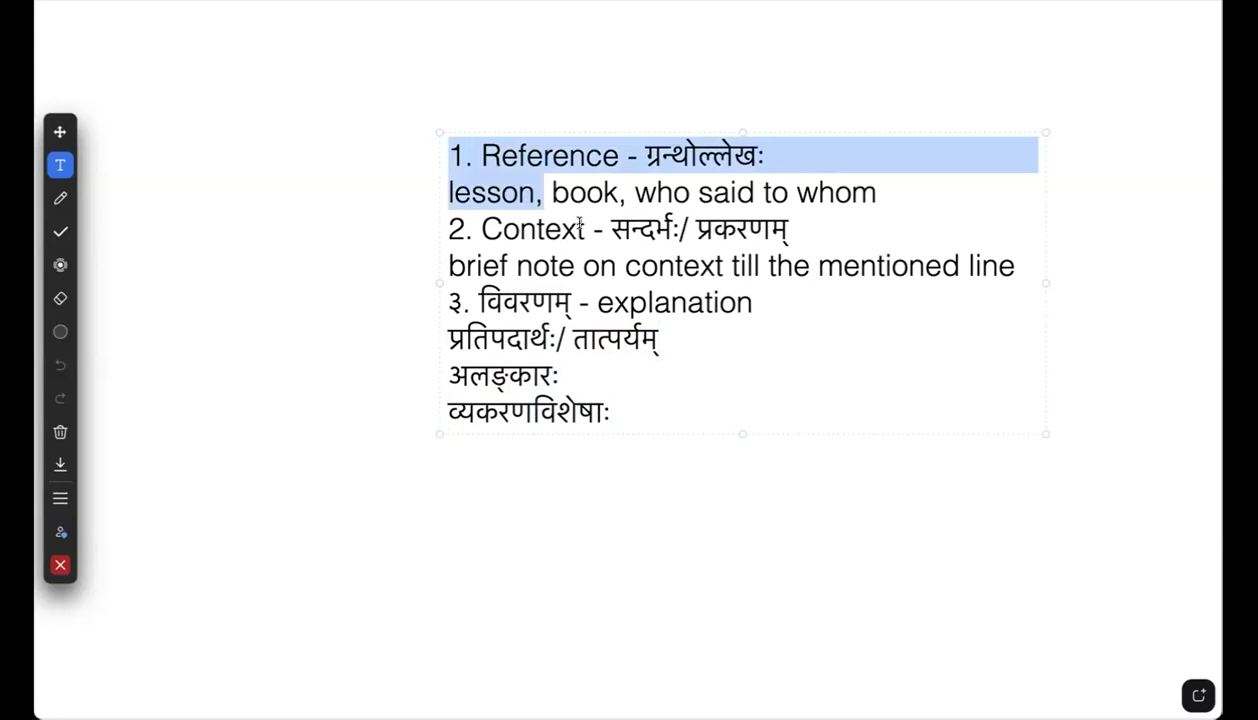 1. Reference - ग्रन्थोल्लेखः
lesson, book, who said to whom
2. Context - सन्दर्भः/ प्रकरणम्
brief note on context till the mentioned line
३. विवरणम् - explanation
प्रतिपदार्थः/ तात्पर्यम्
अलङ्कारः
व्यकरणविशेषाः